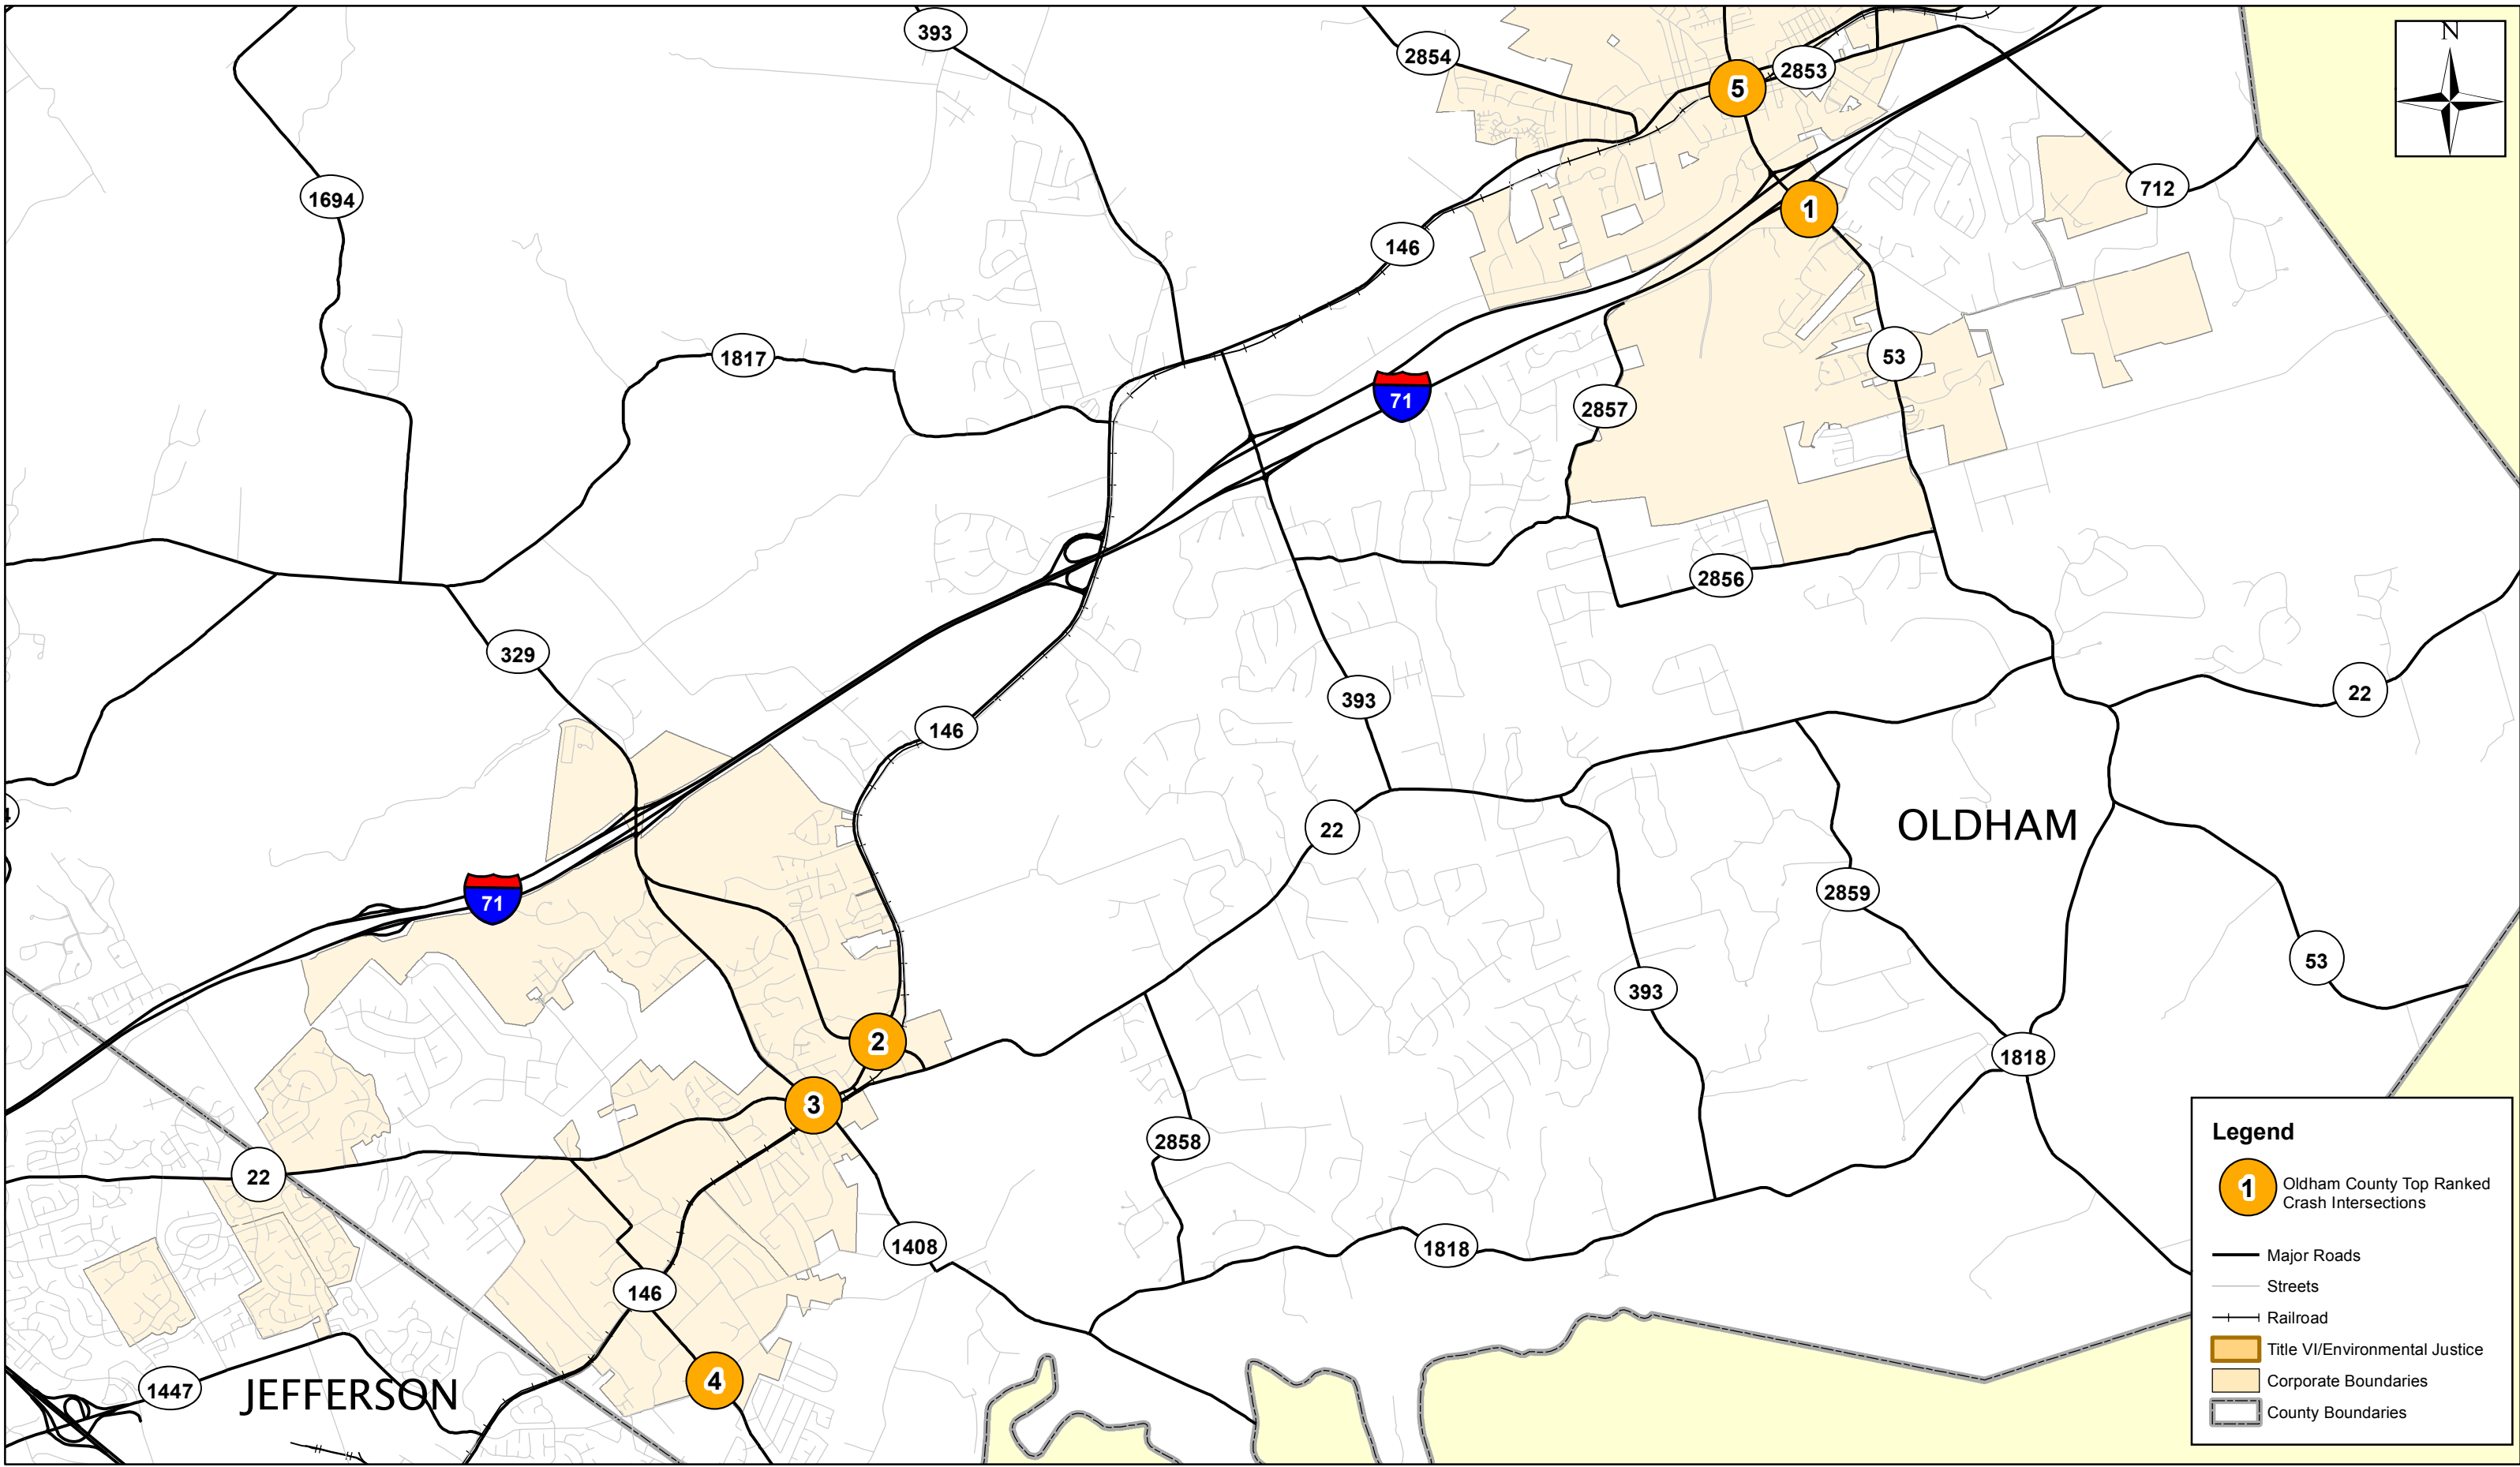 393
2854
5
2853
N
1694
712
1
146
1817
53
71
2857
2856
329
393
22
146
OLDHAM
22
2859
71
53
393
2
1818
3
2858
22
1408
1818
146
4
1447
JEFFERSON
Legend
1
Oldham County Top Ranked
Crash Intersections
Major Roads
Streets
Railroad
Title VI/Environmental Justice
Corporate Boundaries
County Boundaries